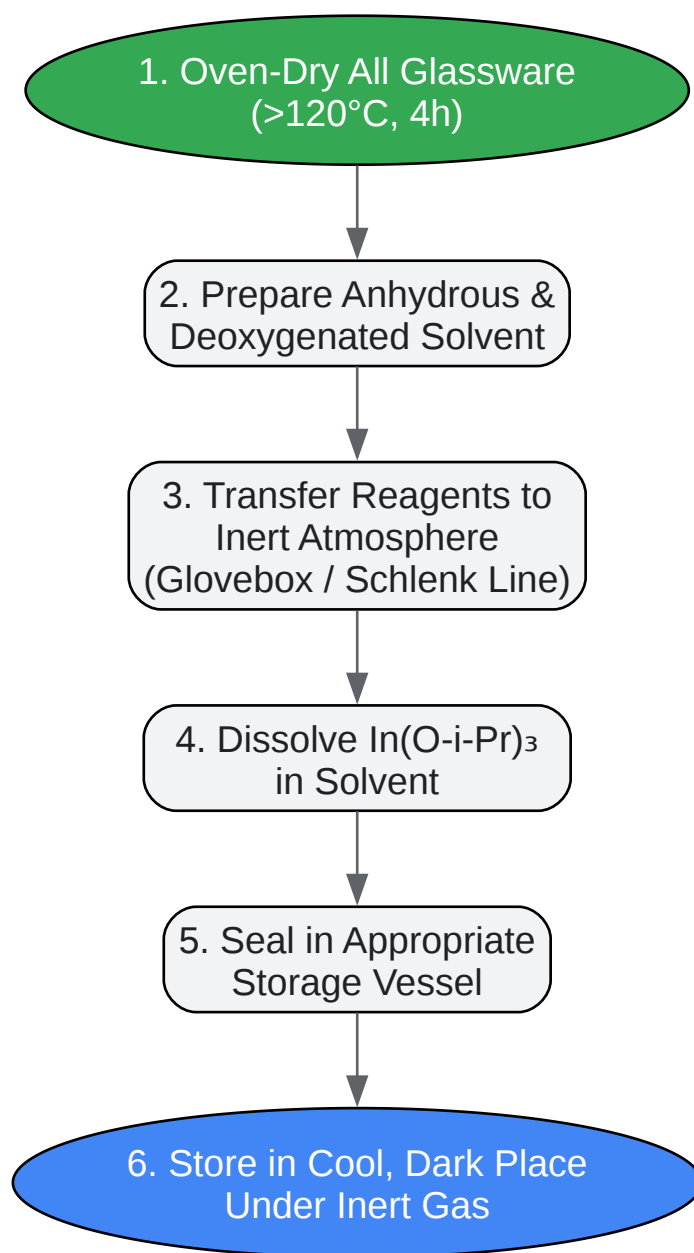 1. Oven-Dry All Glassware
(>120°C, 4h)
2. Prepare Anhydrous &
Deoxygenated Solvent
3. Transfer Reagents to
Inert Atmosphere
(Glovebox / Schlenk Line)
4. Dissolve In(O-i-Pr)₃
in Solvent
5. Seal in Appropriate
Storage Vessel
6. Store in Cool, Dark Place
Under Inert Gas